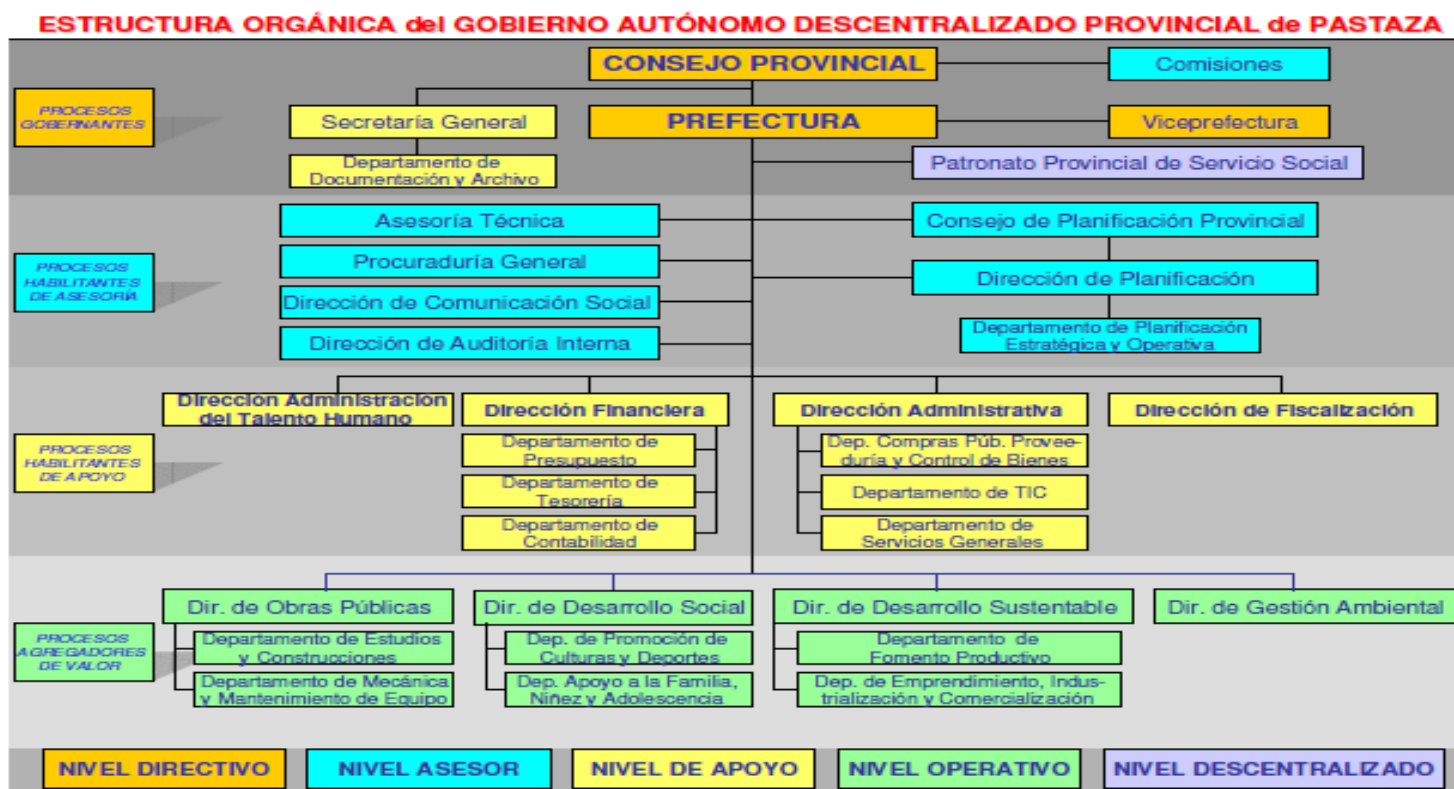 ESTRUCTURA ORGÁNICA del GOBIERNO AUTÓNOMO DESCENTRALIZADO PROVINCIAL de PASTAZA
CONSEJO PROVINCIAL
Comisiones
PROCESOS
GOBERNANTES
Secretaría General
PREFECTURA
Viceprefectura
Departamento de
Documentación y Archivo
Patronato Provincial de Servicio Social
PROCESOS
HABILITANTES
DE ASESORÍA
Asesoría Técnica
Consejo de Planificación Provincial
Procuraduría General
Dirección de Planificación
Dirección de Comunicación Social
Dirección de Auditoría Interna
Departamento de Planificación
Estratégica y Operativa
PROCESOS
HABILITANTES
DE APOYO
Dirección Administración
del Talento Humano
Dirección Financiera
Departamento de
Presupuesto
Departamento de
Tesorería
Departamento de
Contabilidad
Dirección Administrativa
Dep. Compras Púb. Provee-
duría y Control de Bienes
Departamento de TIC
Departamento de
Servicios Generales
Dirección de Fiscalización
PROCESOS
AGREGADORES
DE VALOR
Dir. de Obras Públicas
Departamento de Estudios
y Construcciones
Departamento de Mecánica
y Mantenimiento de Equipo
Dir. de Desarrollo Social
Dep. de Promoción de
Culturas y Deportes
Dep. Apoyo a la Familia,
Niñez y Adolescencia
Dir. de Desarrollo Sustentable
Departamento de
Fomento Productivo
Dep. de Emprendimiento, Indus-
trialización y Comercialización
Dir. de Gestión Ambiental
NIVEL DIRECTIVO
NIVEL ASESOR
NIVEL DE APOYO
NIVEL OPERATIVO
NIVEL DESCENTRALIZADO